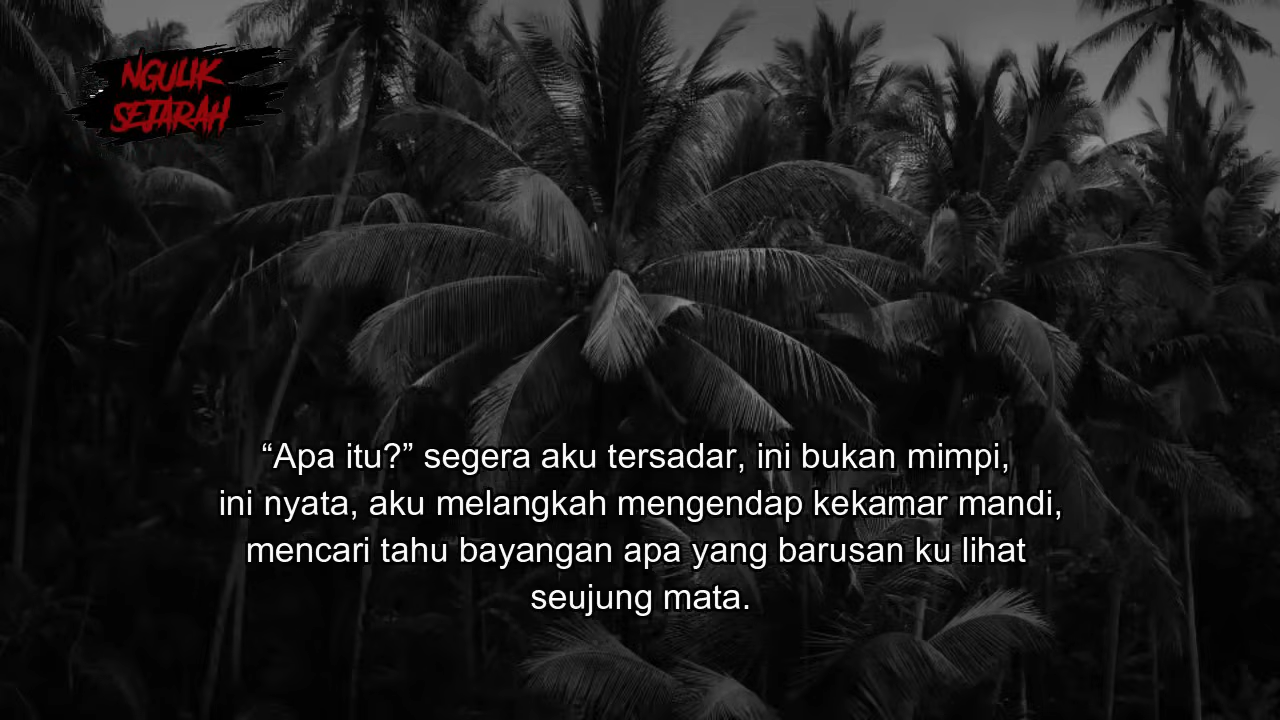 NGULIK
SEJARAH
“Apa itu?” segera aku tersadar, ini bukan mimpi,
ini nyata, aku melangkah mengendap kekamar mandi,
mencari tahu bayangan apa yang barusan ku lihat
seujung mata.